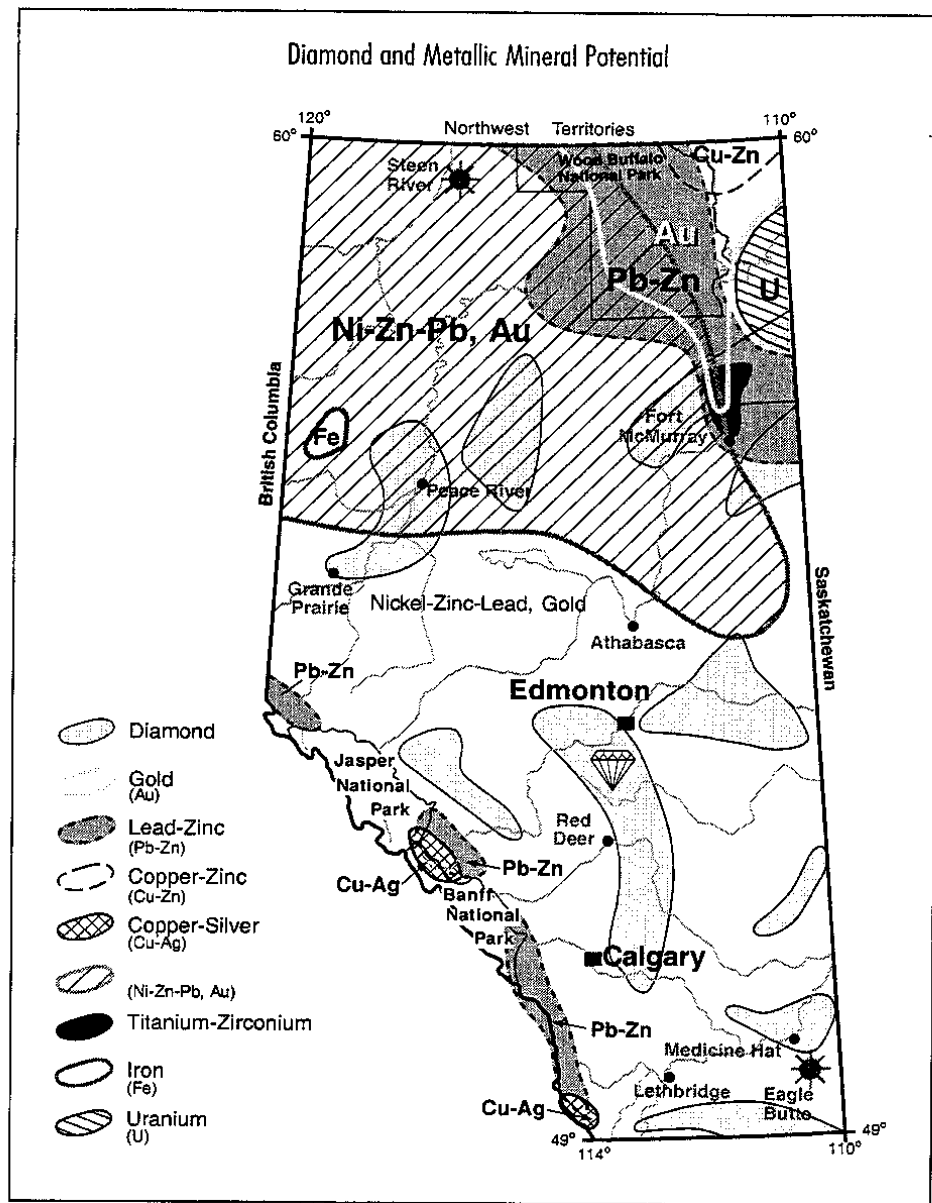 Diamond and Metallic Mineral Potential
120°
110°
60°
Northwest Territories
60°
Steen
River
Wood Buffalo
National Park
Cu-Zn
Au
Pb-Zn
U
Ni-Zn-Pb, Au
British Columbia
Fe
Fort
McMurray
Peace River
Grande
Prairie
Nickel-Zinc-Lead, Gold
Athabasca
Saskatchewan
Pb-Zn
Edmonton
Jasper
National
Park
Red
Deer
Pb-Zn
Cu-Ag
Banff
National
Park
Calgary
Pb-Zn
Medicine Hat
Lethbridge
Eagle
Butte
Cu-Ag
49°
114°
49°
110°
Diamond
Gold
(Au)
Lead-Zinc
(Pb-Zn)
Copper-Zinc
(Cu-Zn)
Copper-Silver
(Cu-Ag)
(Ni-Zn-Pb, Au)
Titanium-Zirconium
Iron
(Fe)
Uranium
(U)